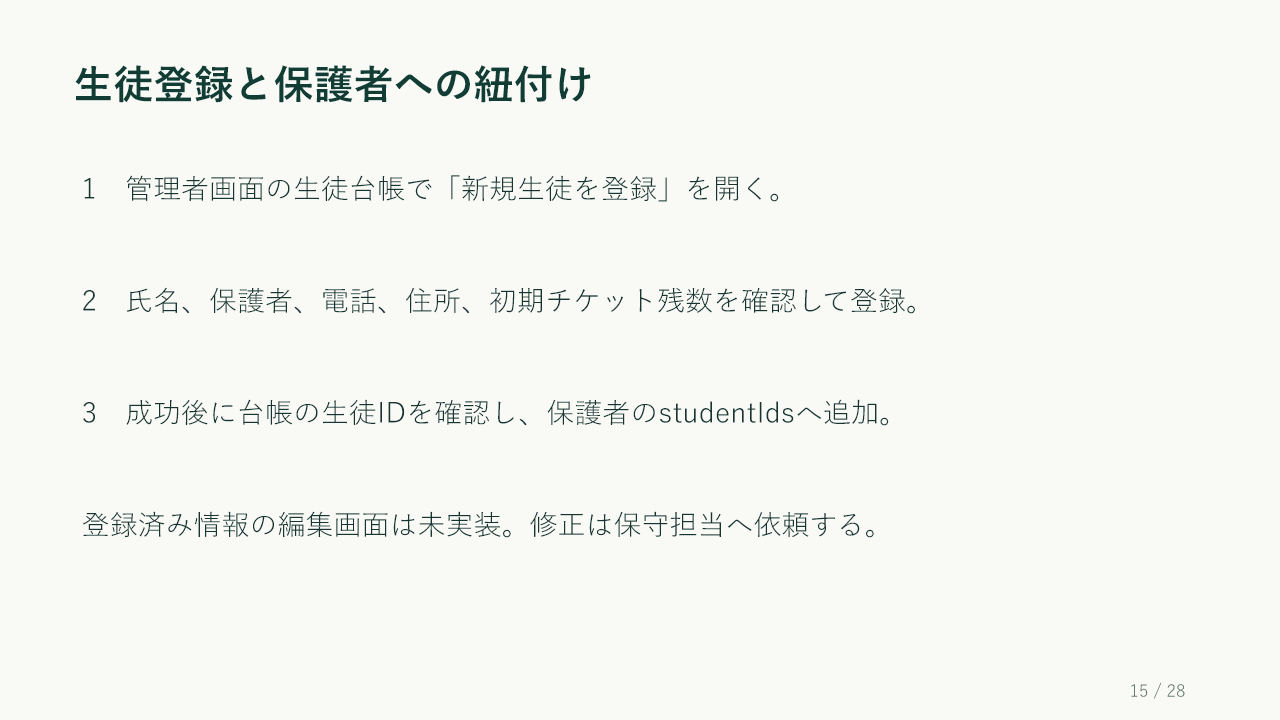 生徒登録と保護者への紐付け
1　管理者画面の生徒台帳で「新規生徒を登録」を開く。
2　氏名、保護者、電話、住所、初期チケット残数を確認して登録。
3　成功後に台帳の生徒IDを確認し、保護者のstudentIdsへ追加。
登録済み情報の編集画面は未実装。修正は保守担当へ依頼する。
15 / 28